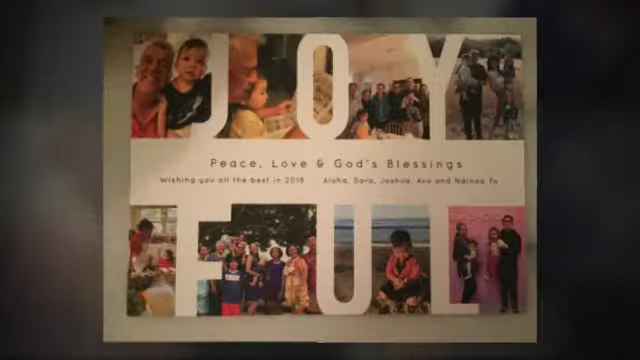 JOY
Peace, Love & God's Blessings
Wishing you all the best in 2018 Aloha, Sara, Joshua, Ava and Nainoa
FUL